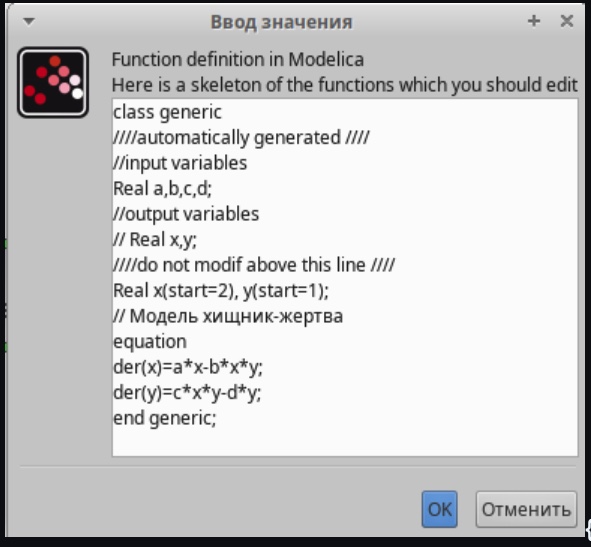 Ввод значения
Function definition in Modelica
Here is a skeleton of the functions which you should edit
class generic
////automatically generated ////
//input variables
Real a,b,c,d;
//output variables
// Real x,y;
////do not modif above this line ////
Real x(start=2), y(start=1);
// Модель хищник-жертва
equation
der(x)=a*x-b*x*y;
der(y)=c*x*y-d*y;
end generic;
OK
Отменить